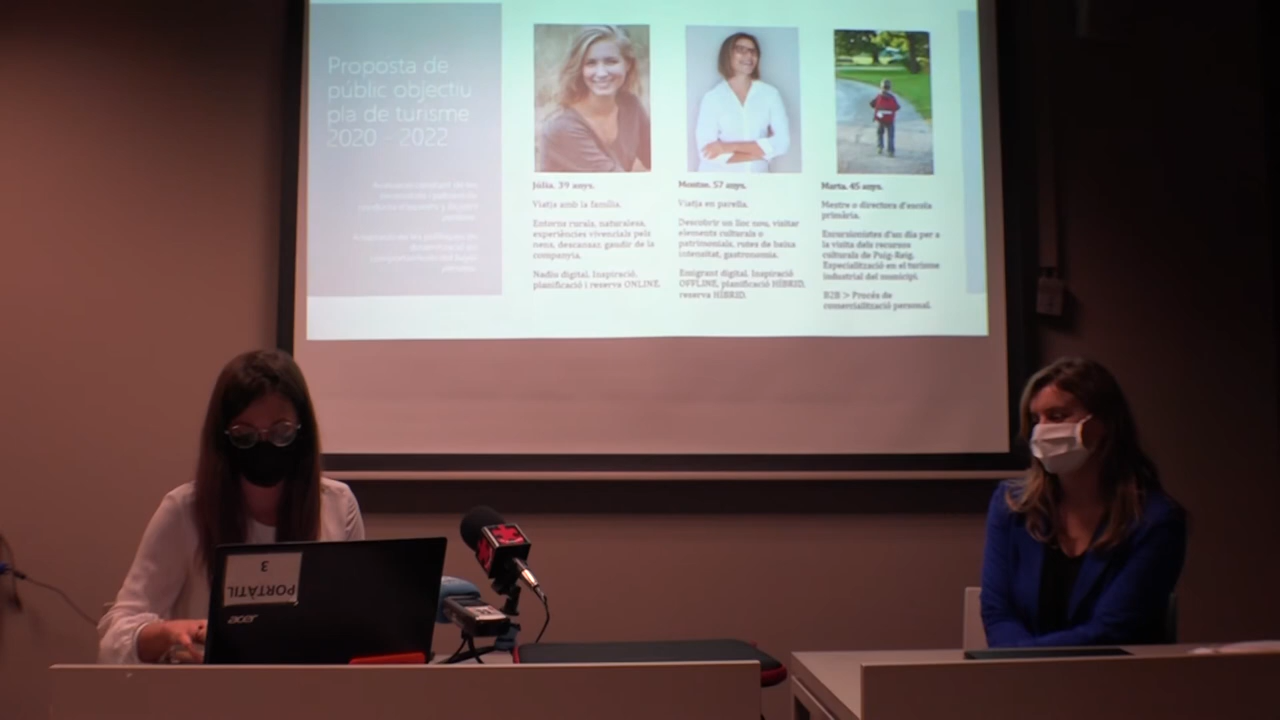 Proposta de
públic objectiu
pla de turisme
2020 - 2022
Júlia. 39 anys.
Viatja amb la família.
Entorns rurals, naturalesa,
experiències vivencials pels
nens, descansar, gaudir de la
companyia.
Nadiu digital. Inspiració,
planificació i reserva ONLINE.
Montse. 57 anys.
Viatja en parella.
Descobrir un lloc nou, visitar
elements culturals o
patrimonials, rutes de baixa
intensitat, gastronomia.
Emigrant digital. Inspiració
OFFLINE, planificació HÍBRID,
reserva HÍBRID.
Marta. 45 anys.
Mestre o directora d'escola
primària.
Excursionistes d'un dia per a
la visita dels recursos
culturals de Puig-Reig.
Especialització en el turisme
industrial del municipi.
B2B > Procés de
comercialització personal.
PORTÀTIL
3
acer